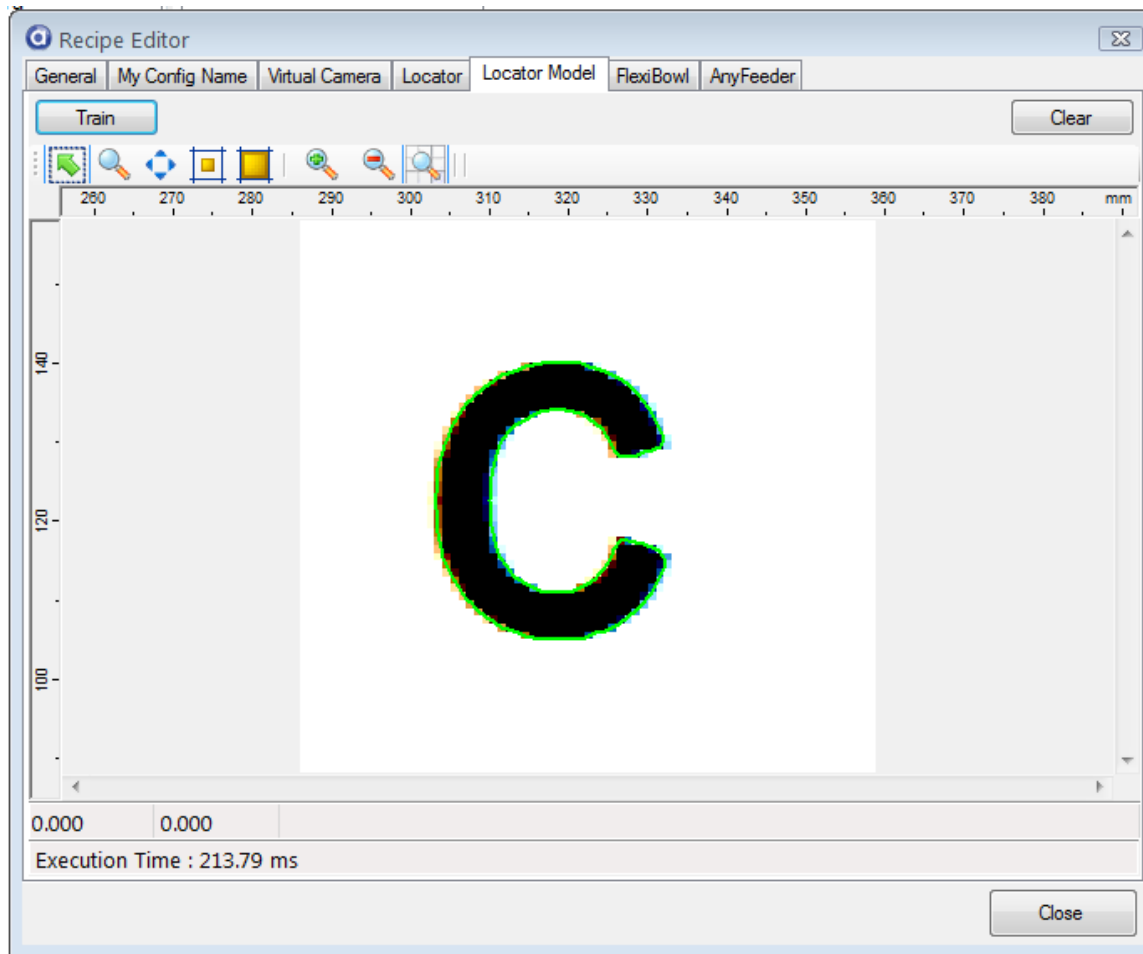 Recipe Editor
General My Config Name Virtual Camera Locator Locator Model FlexiBowl AnyFeeder
Train Clear
260 270 280 290 300 310 320 330 340 350 360 370 380 mm
140
C
120
100
0.000 0.000
Execution Time : 213.79 ms
Close